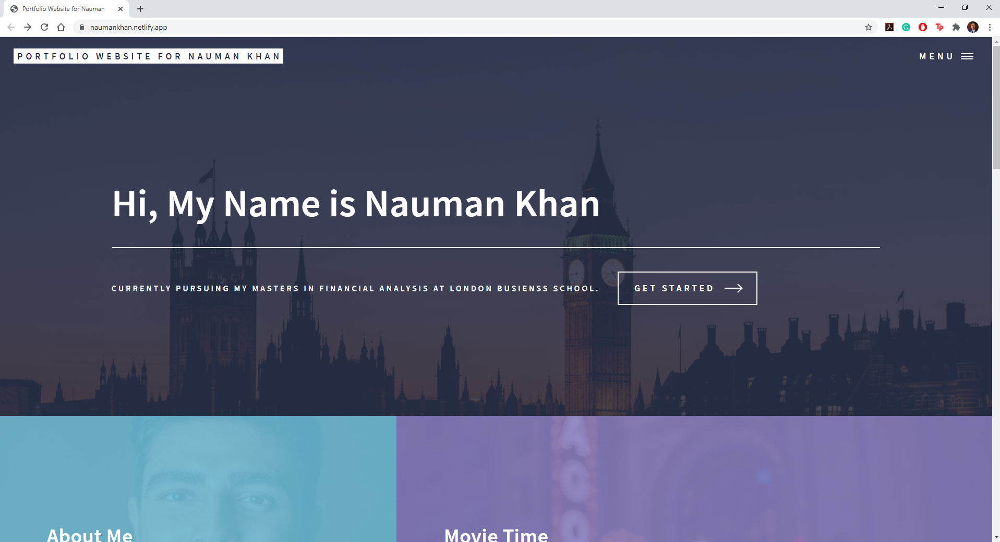 Portfolio Website for Nauman
naumankhan.netlify.app
PORTFOLIO WEBSITE FOR NAUMAN KHAN
MENU
Hi, My Name is Nauman Khan
CURRENTLY PURSUING MY MASTERS IN FINANCIAL ANALYSIS AT LONDON BUSIENSS SCHOOL.
GET STARTED
About Me
Movie Time